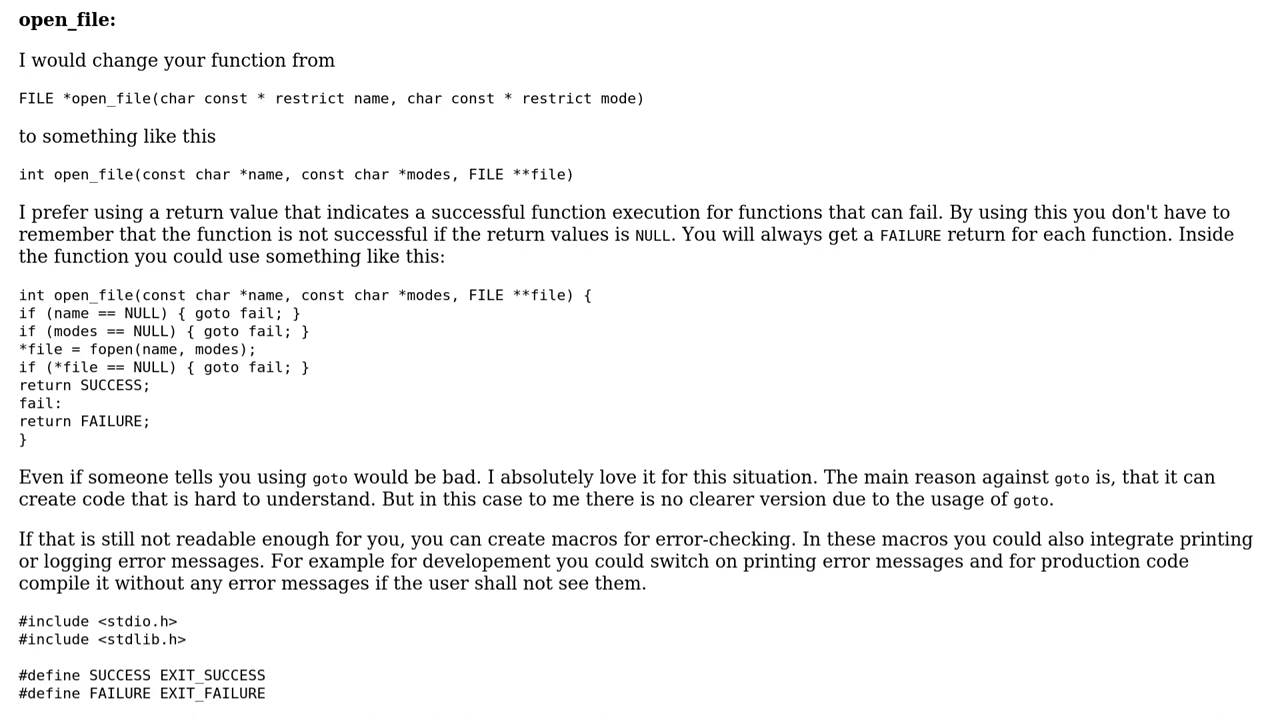 open_file:
I would change your function from
FILE *open_file(char const * restrict name, char const * restrict mode)
to something like this
int open_file(const char *name, const char *modes, FILE **file)
I prefer using a return value that indicates a successful function execution for functions that can fail. By using this you don't have to
remember that the function is not successful if the return values is NULL. You will always get a FAILURE return for each function. Inside
the function you could use something like this:
int open_file(const char *name, const char *modes, FILE **file) {
if (name == NULL) { goto fail; }
if (modes == NULL) { goto fail; }
*file = fopen(name, modes);
if (*file == NULL) { goto fail; }
return SUCCESS;
fail:
return FAILURE;
}
Even if someone tells you using goto would be bad. I absolutely love it for this situation. The main reason against goto is, that it can
create code that is hard to understand. But in this case to me there is no clearer version due to the usage of goto.
If that is still not readable enough for you, you can create macros for error-checking. In these macros you could also integrate printing
or logging error messages. For example for developement you could switch on printing error messages and for production code
compile it without any error messages if the user shall not see them.
#include <stdio.h>
#include <stdlib.h>
#define SUCCESS EXIT_SUCCESS
#define FAILURE EXIT_FAILURE